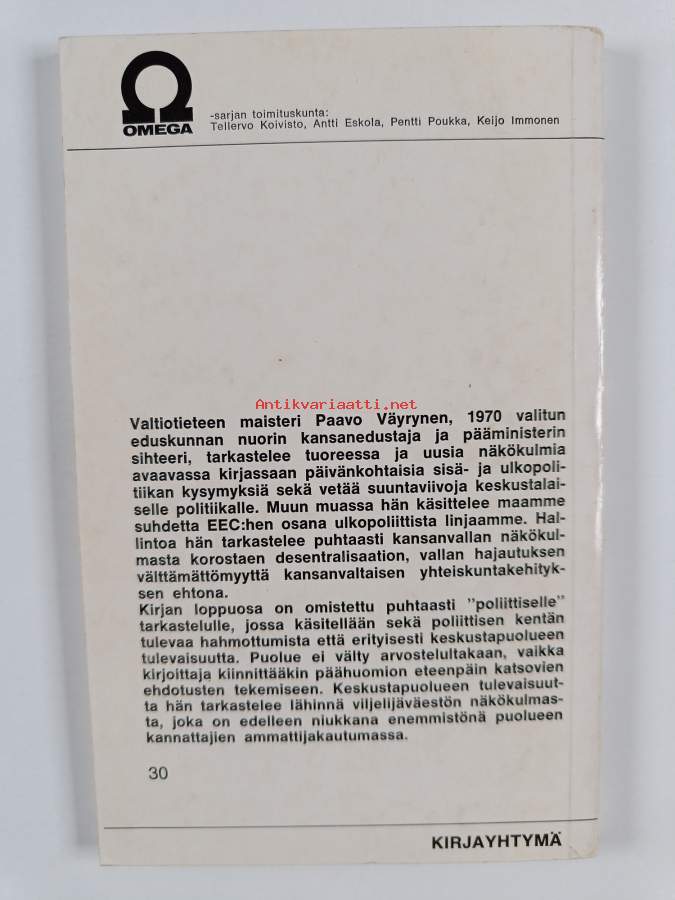 Ω
OMEGA
-sarjan toimituskunta:
Tellervo Koivisto, Antti Eskola, Pentti Poukka, Keijo Immonen
Antikvariaatti.net
Valtiotieteen maisteri Paavo Väyrynen, 1970 valitun
eduskunnan nuorin kansanedustaja ja pääministerin
sihteeri, tarkastelee tuoreessa ja uusia näkökulmia
avaavassa kirjassaan päivänkohtaisia sisä- ja ulkopoli-
tiikan kysymyksiä sekä vetää suuntaviivoja keskustalai-
selle politiikalle. Muun muassa hän käsittelee maamme
suhdetta EEC:hen osana ulkopoliittista linjaamme. Hal-
lintoa hän tarkastelee puhtaasti kansanvallan näkökul-
masta korostaen desentralisaation, vallan hajautuksen
välttämättömyyttä kansanvaltaisen yhteiskuntakehityk-
sen ehtona.
Kirjan loppuosa on omistettu puhtaasti ”poliittiselle”
tarkastelulle, jossa käsitellään sekä poliittisen kentän
tulevaa hahmottumista että erityisesti keskustapuolueen
tulevaisuutta. Puolue ei välty arvostelultakaan, vaikka
kirjoittaja kiinnittääkin päähuomion eteenpäin katsovien
ehdotusten tekemiseen. Keskustapuolueen tulevaisuut-
ta hän tarkastelee lähinnä viljelijäväestön näkökulmas-
ta, joka on edelleen niukkana enemmistönä puolueen
kannattajien ammattijakautumassa.
30
KIRJAYHTYMÄ